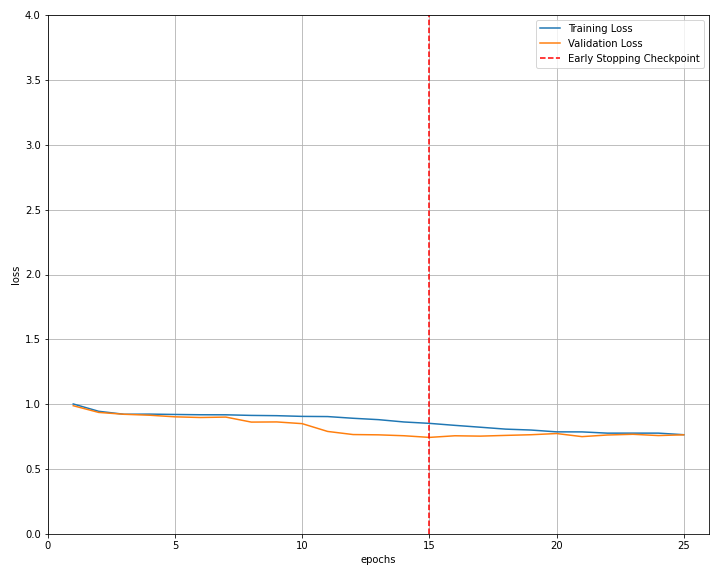 4.0
3.5
3.0
2.5
2.0
1.5
1.0
0.5
0.0
loss
0 5 10 15 20 25
epochs
Training Loss
Validation Loss
Early Stopping Checkpoint